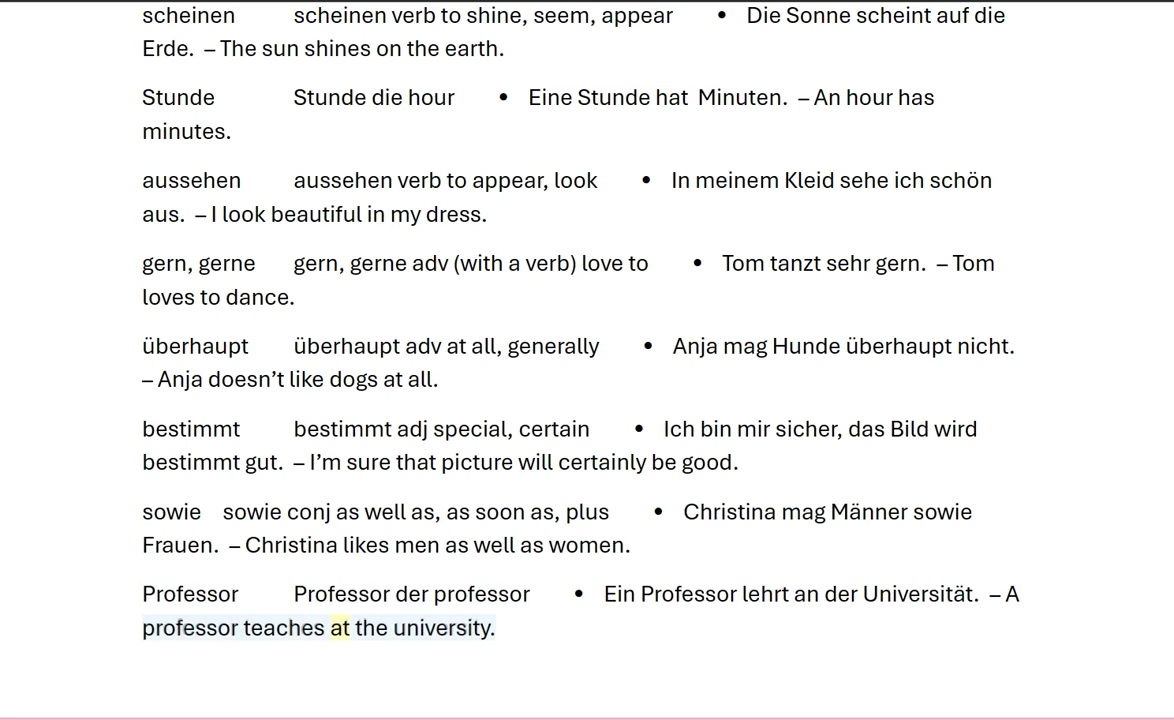 scheinen scheinen verb to shine, seem, appear • Die Sonne scheint auf die
Erde. – The sun shines on the earth.
Stunde Stunde die hour • Eine Stunde hat Minuten. – An hour has
minutes.
aussehen aussehen verb to appear, look • In meinem Kleid sehe ich schön
aus. – I look beautiful in my dress.
gern, gerne gern, gerne adv (with a verb) love to • Tom tanzt sehr gern. – Tom
loves to dance.
überhaupt überhaupt adv at all, generally • Anja mag Hunde überhaupt nicht.
– Anja doesn’t like dogs at all.
bestimmt bestimmt adj special, certain • Ich bin mir sicher, das Bild wird
bestimmt gut. – I’m sure that picture will certainly be good.
sowie sowie conj as well as, as soon as, plus • Christina mag Männer sowie
Frauen. – Christina likes men as well as women.
Professor Professor der professor • Ein Professor lehrt an der Universität. – A
professor teaches at the university.